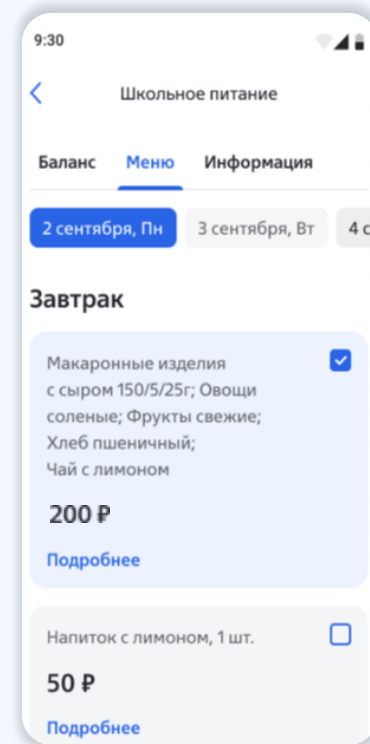 9:30
Школьное питание
Баланс Меню Информация
2 сентября, Пн 3 сентября, Вт 4 с
Завтрак
Макаронные изделия
с сыром 150/5/25г; Овощи
соленые; Фрукты свежие;
Хлеб пшеничный;
Чай с лимоном
200 ₽
Подробнее
Напиток с лимоном, 1 шт.
50 ₽
Подробнее